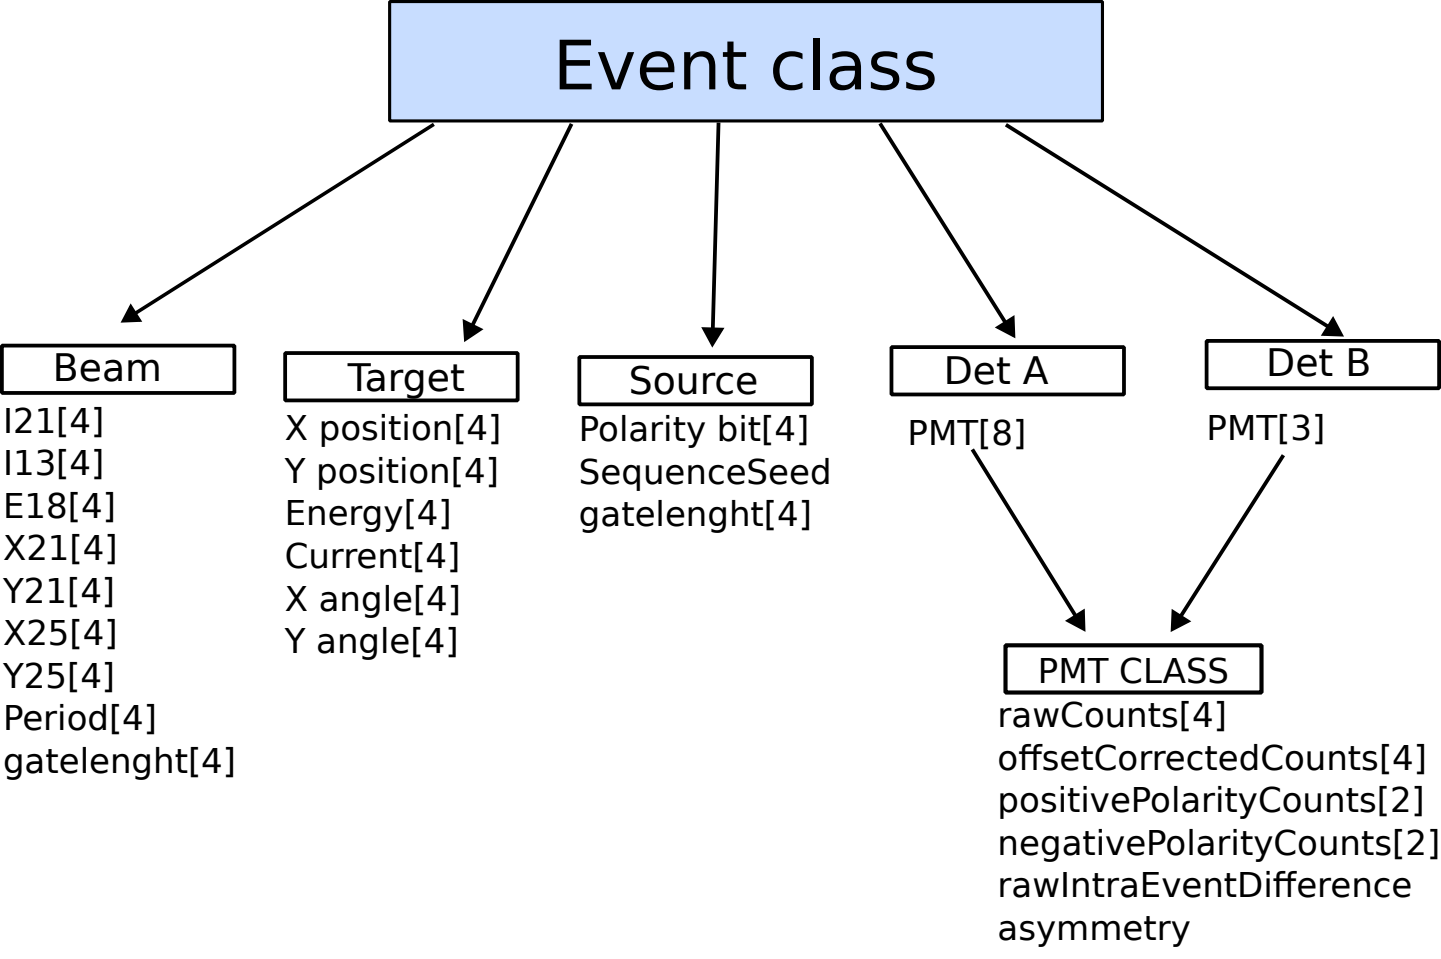 Event class
Beam
I21[4]
I13[4]
E18[4]
X21[4]
Y21[4]
X25[4]
Y25[4]
Period[4]
gatelenght[4]
Target
X position[4]
Y position[4]
Energy[4]
Current[4]
X angle[4]
Y angle[4]
Source
Polarity bit[4]
SequenceSeed
gatelenght[4]
Det A
PMT[8]
Det B
PMT[3]
PMT CLASS
rawCounts[4]
offsetCorrectedCounts[4]
positivePolarityCounts[2]
negativePolarityCounts[2]
rawIntraEventDifference
asymmetry